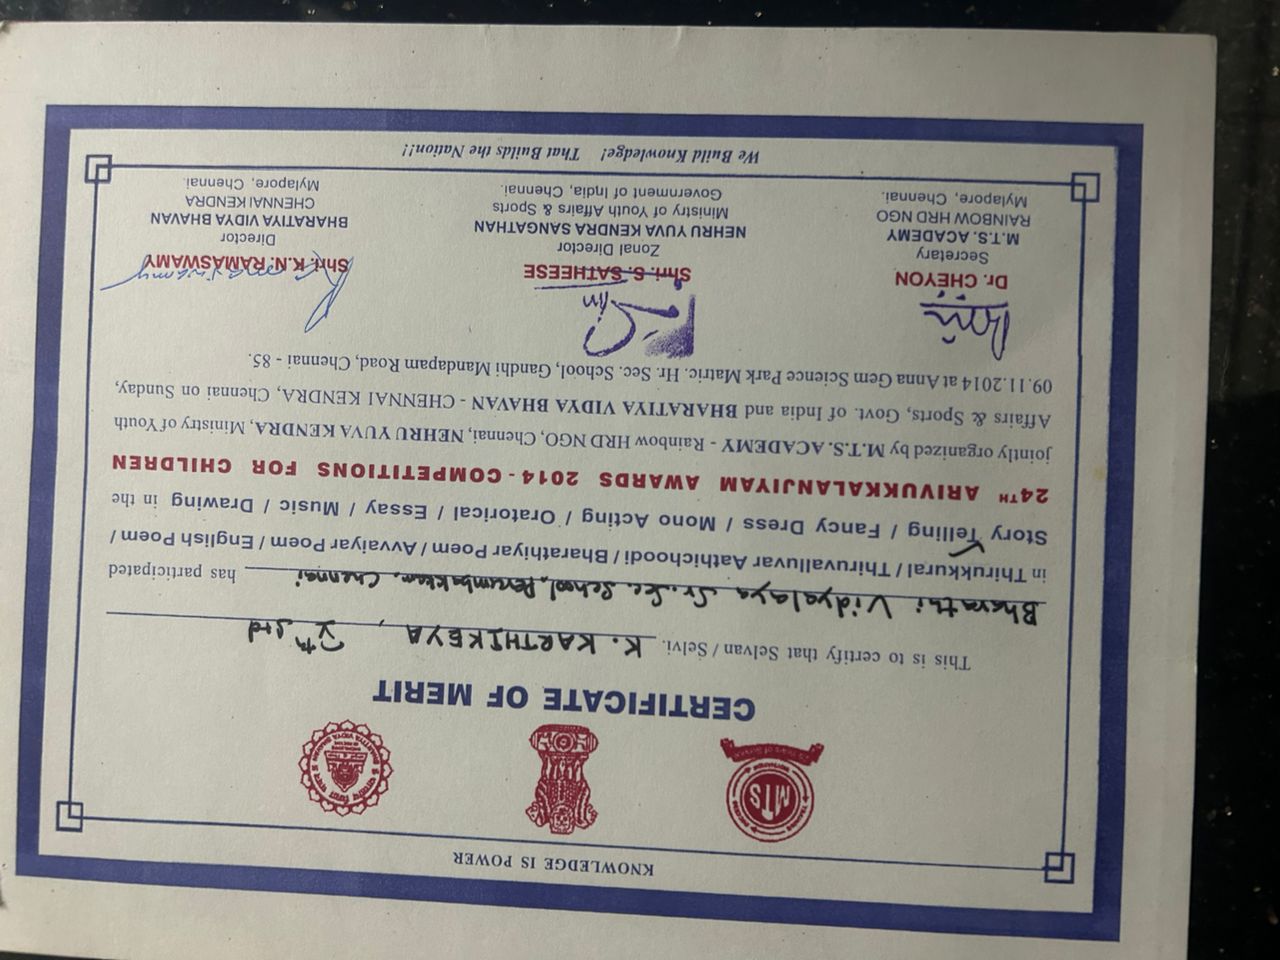 KNOWLEDGE IS POWER
MTS
CERTIFICATE OF MERIT
This is to certify that Selvan / Selvi. K. KARTHIKEYA, Xth Std
Bharathi Vidyalaya Sr. Sec. School, Perumbakkam, Chennai has participated
in Thirukkural / Thiruvalluvar Aathichoodi / Bharathiyar Poem / Avvaiyar Poem / English Poem /
Story Telling / Fancy Dress / Mono Acting / Oratorical / Essay / Music / Drawing in the
24TH ARIVUKKALANJIYAM AWARDS 2014 - COMPETITIONS FOR CHILDREN
jointly organized by M.T.S. ACADEMY - Rainbow HRD NGO, Chennai, NEHRU YUVA KENDRA, Ministry of Youth
Affairs & Sports, Govt. of India and BHARATIYA VIDYA BHAVAN - CHENNAI KENDRA, Chennai on Sunday,
09.11.2014 at Anna Gem Science Park Matric. Hr. Sec. School, Gandhi Mandapam Road, Chennai - 85.
Dr. CHEYON
Secretary
M.T.S. ACADEMY
RAINBOW HRD NGO
Mylapore, Chennai.
Shri. S. SATHEESE
Zonal Director
NEHRU YUVA KENDRA SANGATHAN
Ministry of Youth Affairs & Sports
Government of India, Chennai.
Shri. K.N. RAMASWAMY
Director
BHARATIYA VIDYA BHAVAN
CHENNAI KENDRA
Mylapore, Chennai.
We Build Knowledge! That Builds the Nation!!